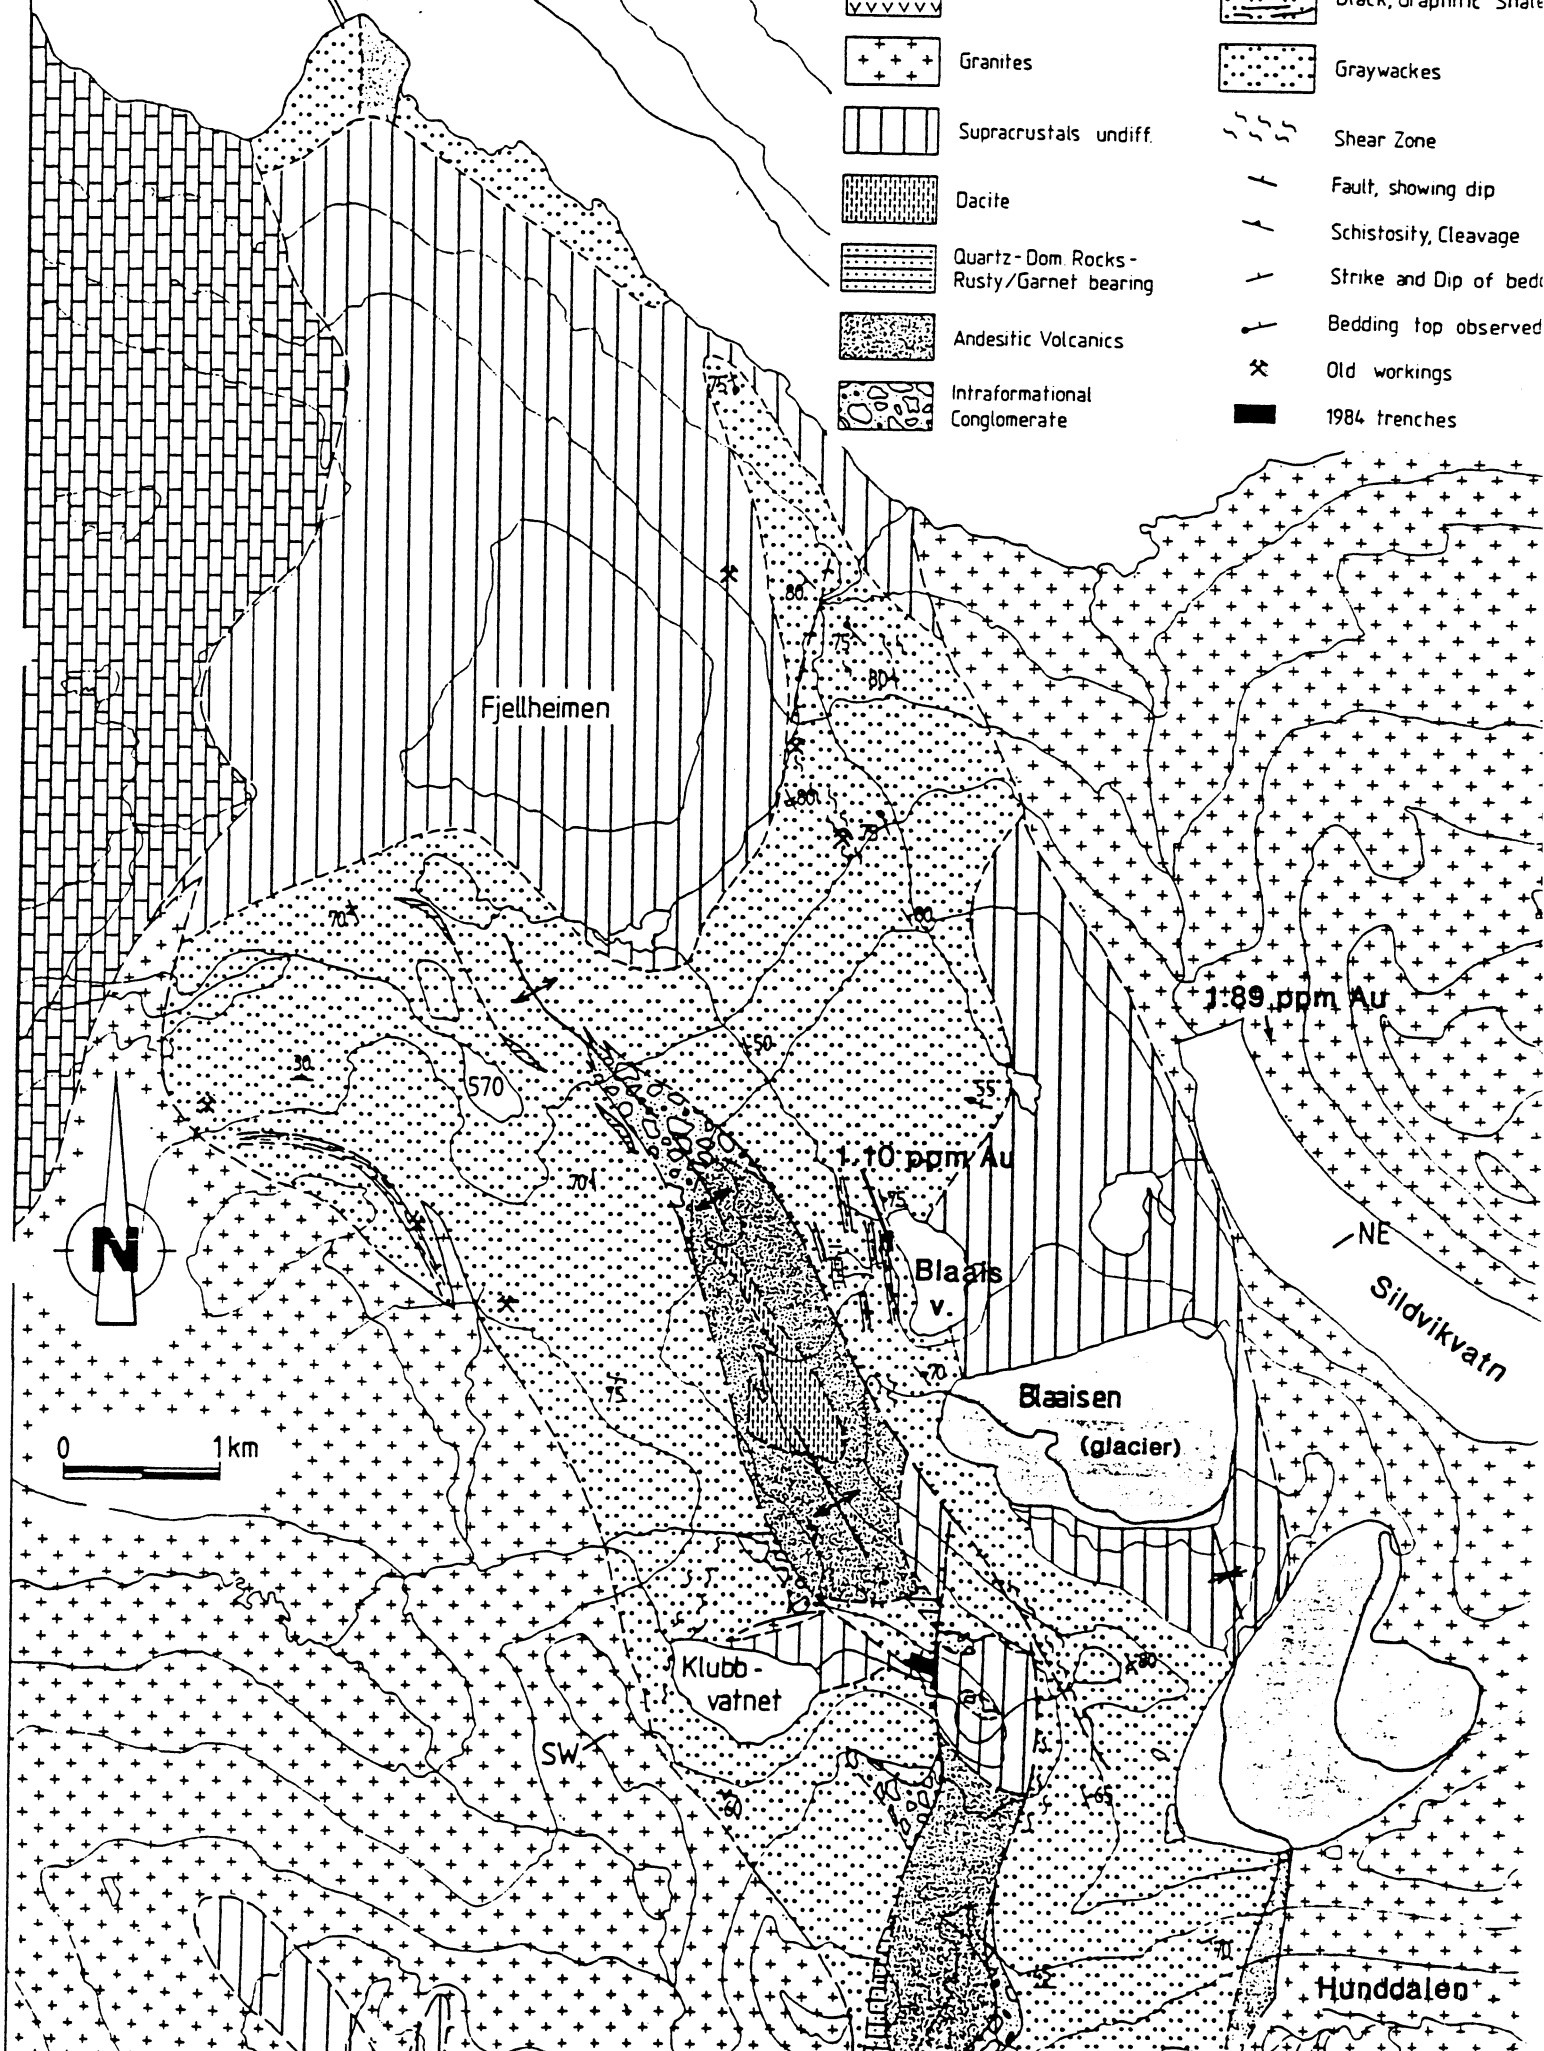 Black, Graphitic Shale
Granites
Graywackes
Supracrustals undiff.
Shear Zone
Dacite
Fault, showing dip
Schistosity, Cleavage
Quartz-Dom. Rocks-
Rusty/Garnet bearing
Strike and Dip of bedd
Andesitic Volcanics
Bedding top observed
Old workings
Intraformational
Conglomerate
1984 trenches
75
80
75
80
Fjellheimen
80
75
70
60
1.89 ppm Au
50
30
570
55
1.10 ppm Au
70
75
N
NE
Blaais
v.
Sildvikvatn
70
75
Blaaisen
(glacier)
0 1 km
80
Klubb-
vatnet
SW
60
65
70
Hunddalen